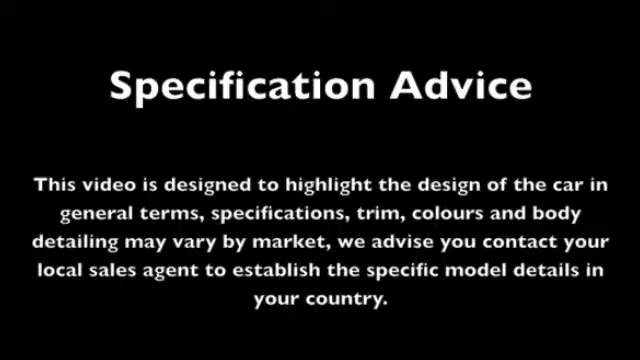 Specification Advice
This video is designed to highlight the design of the car in
general terms, specifications, trim, colours and body
detailing may vary by market, we advise you contact your
local sales agent to establish the specific model details in
your country.